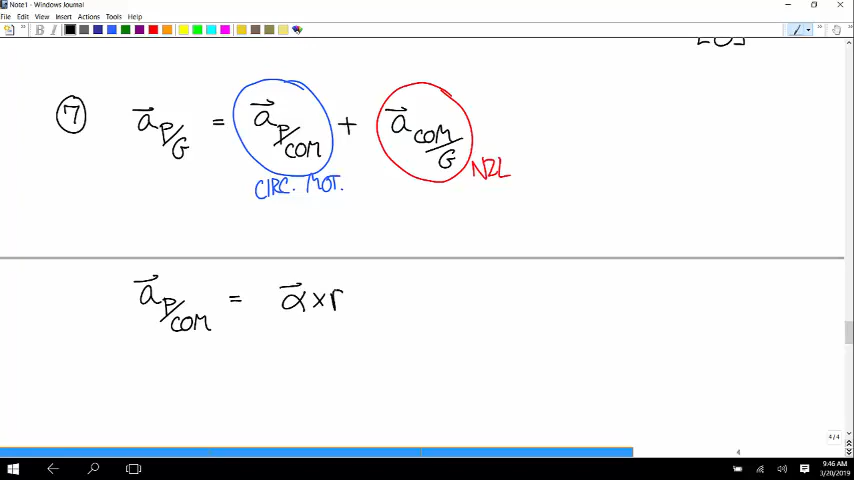 Note1 - Windows Journal
File Edit View Insert Actions Tools Help
B I
⑦ a⃗ P/G = a⃗ P/COM + a⃗ COM/G
CIRC. MOT. N2L
a⃗ P/COM = α⃗ × r
4/4
9:46 AM
3/20/2019